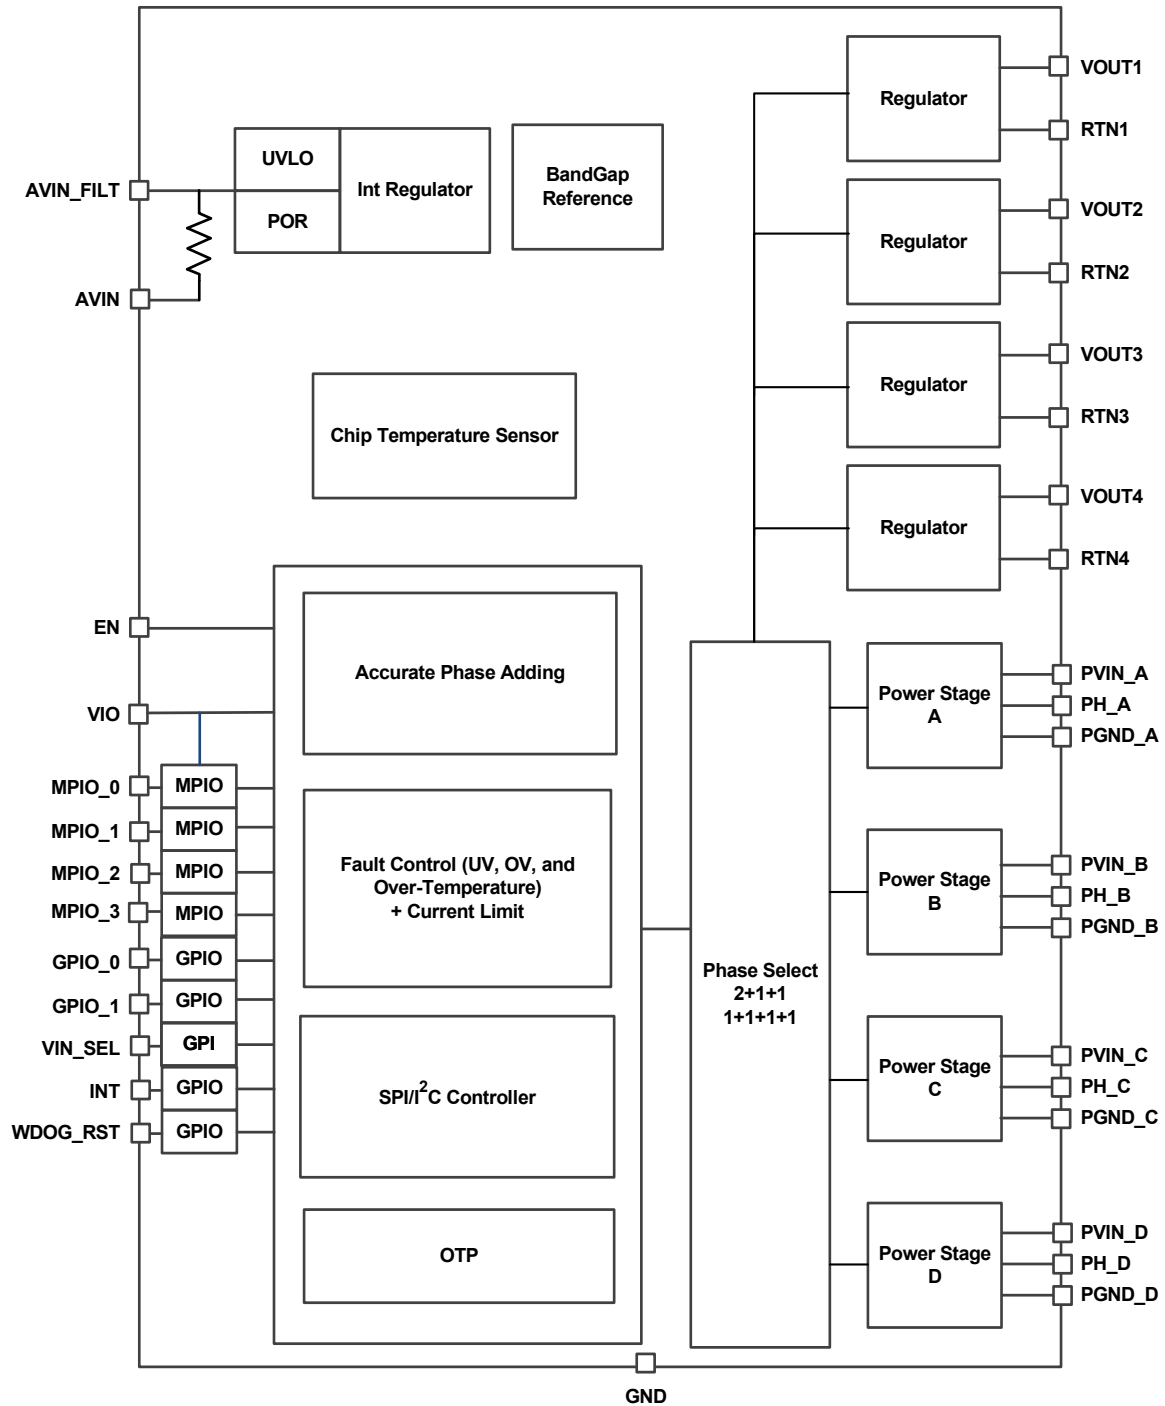 VOUT1
Regulator
RTN1
UVLO
BandGap
Reference
AVIN_FILT
Int Regulator
POR
VOUT2
Regulator
RTN2
AVIN
VOUT3
Regulator
RTN3
Chip Temperature Sensor
VOUT4
Regulator
RTN4
EN
Accurate Phase Adding
PVIN_A
Power Stage
A
PH_A
PGND_A
VIO
MPIO_0
MPIO
MPIO_1
MPIO
MPIO_2
MPIO
MPIO_3
MPIO
Fault Control (UV, OV, and
Over-Temperature)
+ Current Limit
PVIN_B
Power Stage
B
PH_B
PGND_B
GPIO_0
GPIO
GPIO_1
GPIO
Phase Select
2+1+1
1+1+1+1
VIN_SEL
GPI
INT
GPIO
WDOG_RST
GPIO
SPI/I²C Controller
PVIN_C
Power Stage
C
PH_C
PGND_C
OTP
PVIN_D
Power Stage
D
PH_D
PGND_D
GND